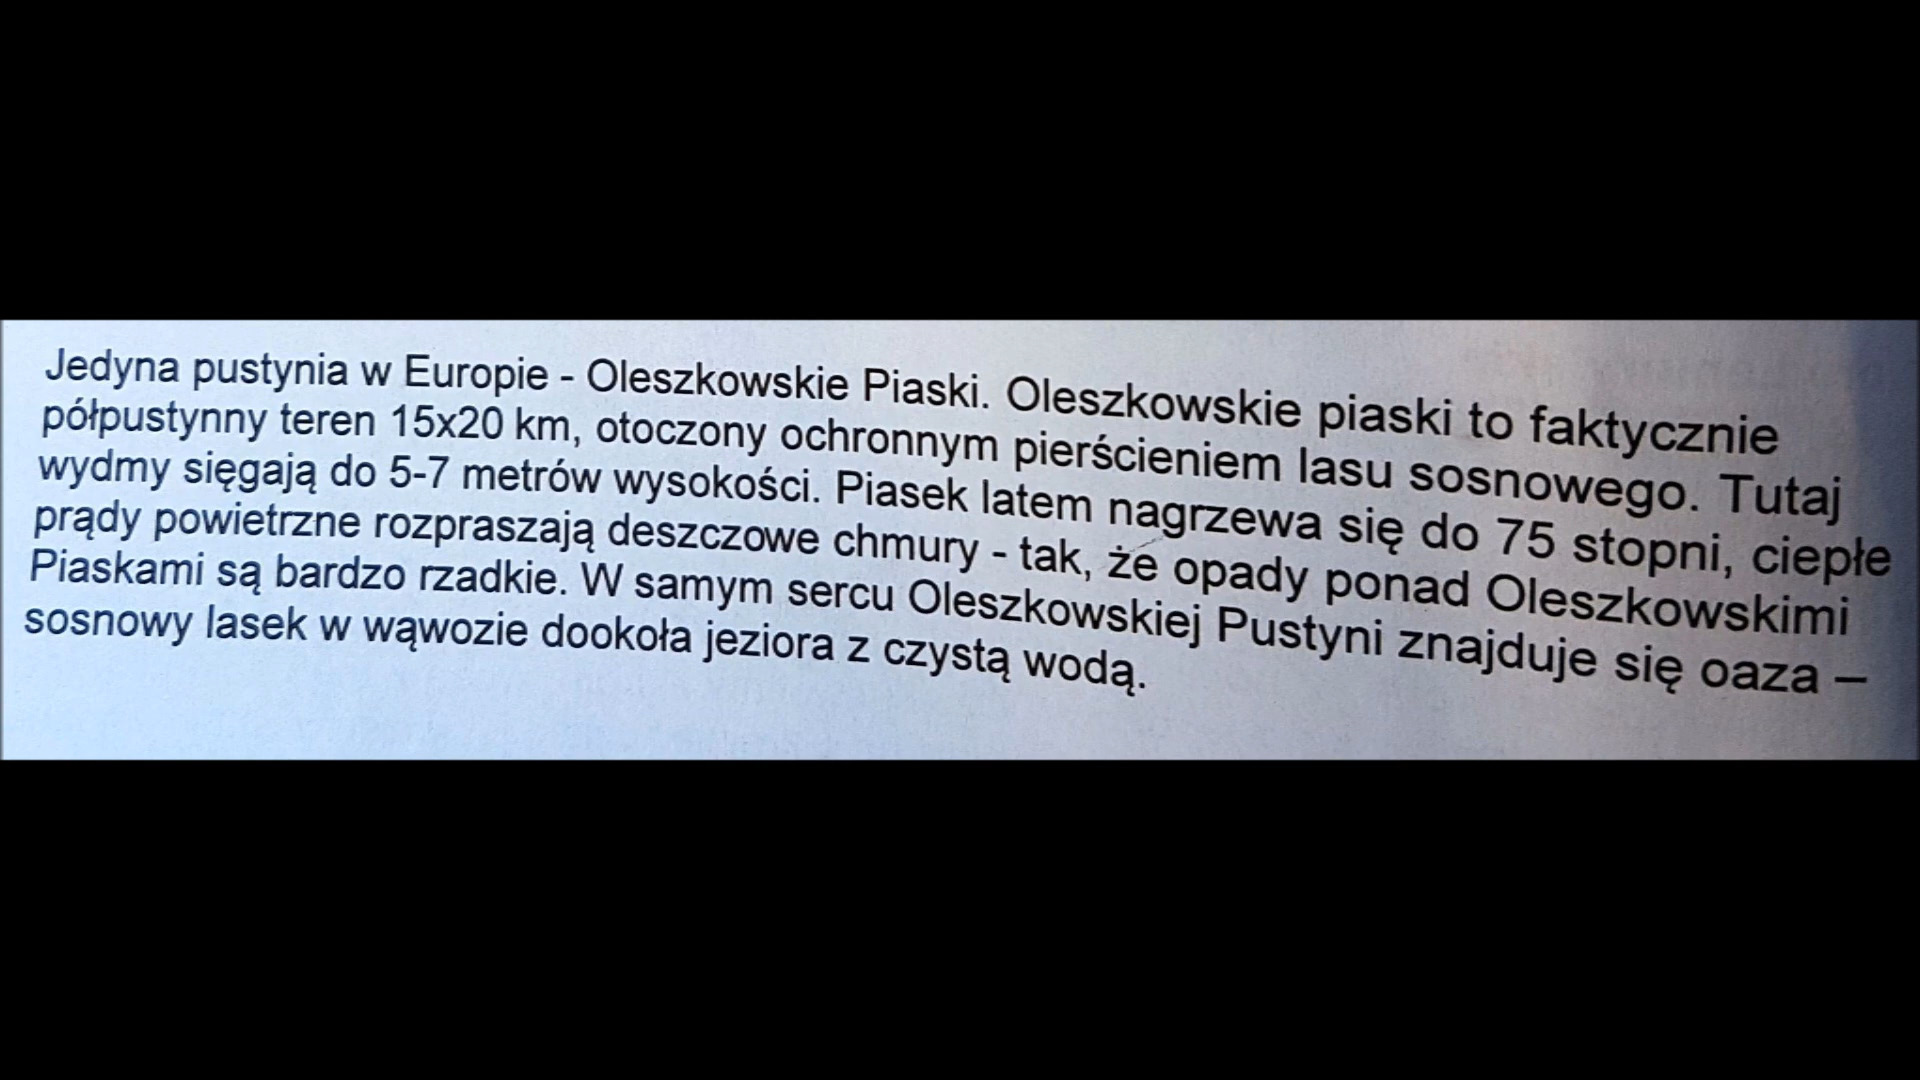 Jedyna pustynia w Europie - Oleszkowskie Piaski. Oleszkowskie piaski to faktycznie
półpustynny teren 15x20 km, otoczony ochronnym pierścieniem lasu sosnowego. Tutaj
wydmy sięgają do 5-7 metrów wysokości. Piasek latem nagrzewa się do 75 stopni, ciepłe
prądy powietrzne rozpraszają deszczowe chmury - tak, że opady ponad Oleszkowskimi
Piaskami są bardzo rzadkie. W samym sercu Oleszkowskiej Pustyni znajduje się oaza –
sosnowy lasek w wąwozie dookoła jeziora z czystą wodą.